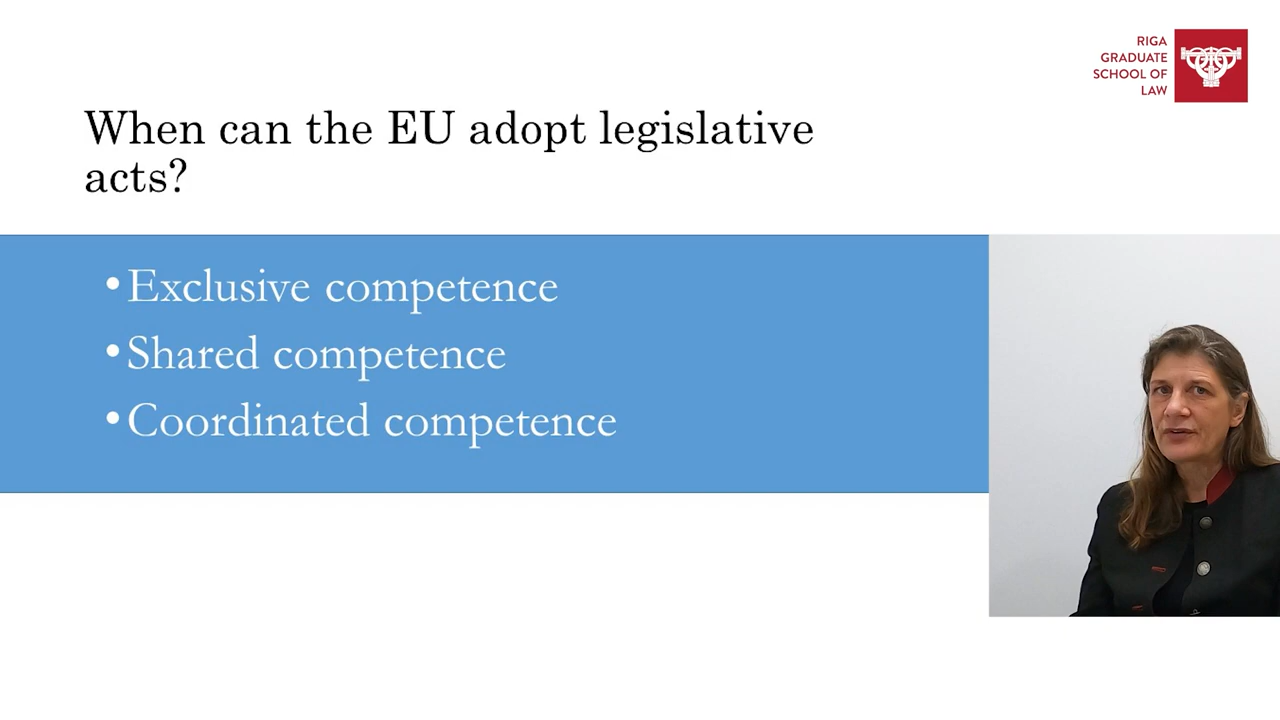 RIGA
GRADUATE
SCHOOL OF
LAW
When can the EU adopt legislative
acts?
•Exclusive competence
•Shared competence
•Coordinated competence